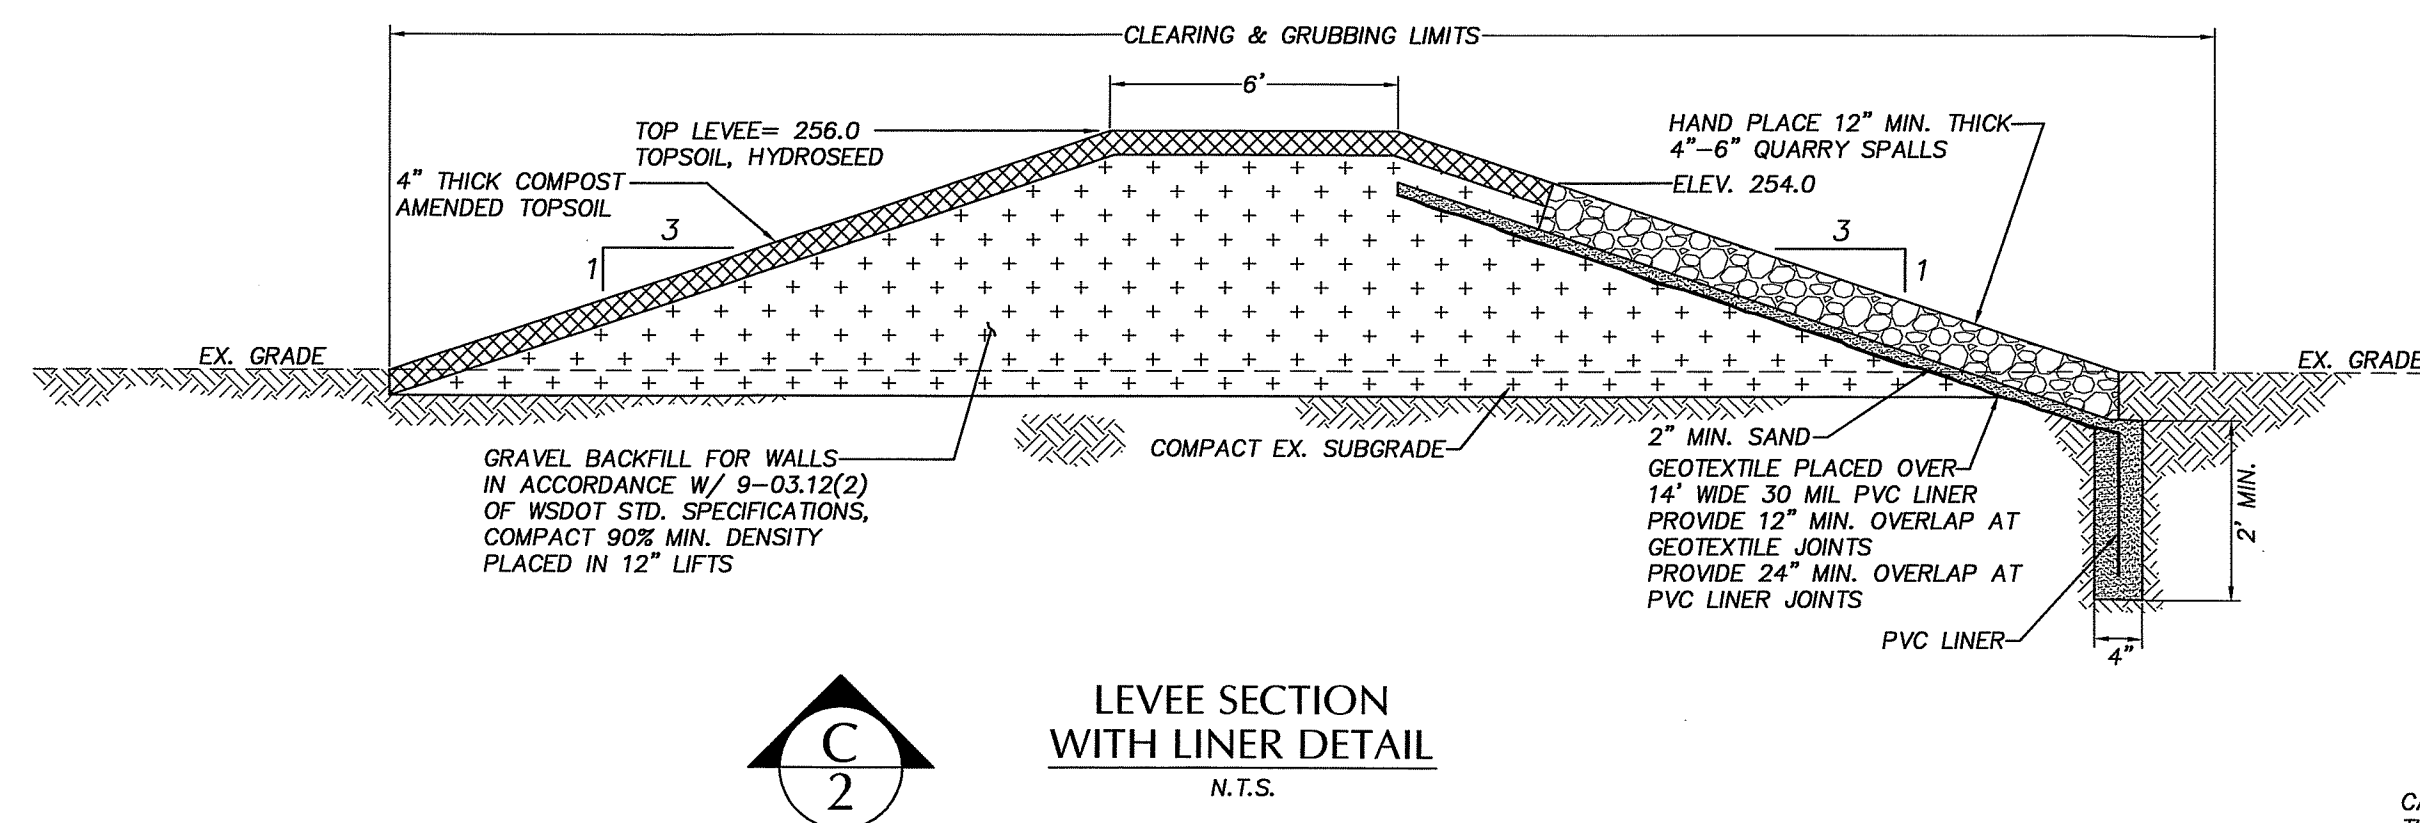 CLEARING & GRUBBING LIMITS
6'
TOP LEVEE= 256.0
TOPSOIL, HYDROSEED
4" THICK COMPOST
AMENDED TOPSOIL
3
1
HAND PLACE 12" MIN. THICK
4"-6" QUARRY SPALLS
ELEV. 254.0
3
1
EX. GRADE
EX. GRADE
GRAVEL BACKFILL FOR WALLS
IN ACCORDANCE W/ 9-03.12(2)
OF WSDOT STD. SPECIFICATIONS,
COMPACT 90% MIN. DENSITY
PLACED IN 12" LIFTS
COMPACT EX. SUBGRADE
2" MIN. SAND
GEOTEXTILE PLACED OVER
14' WIDE 30 MIL PVC LINER
PROVIDE 12" MIN. OVERLAP AT
GEOTEXTILE JOINTS
PROVIDE 24" MIN. OVERLAP AT
PVC LINER JOINTS
PVC LINER
2' MIN.
4"
C
2
LEVEE SECTION
WITH LINER DETAIL
N.T.S.